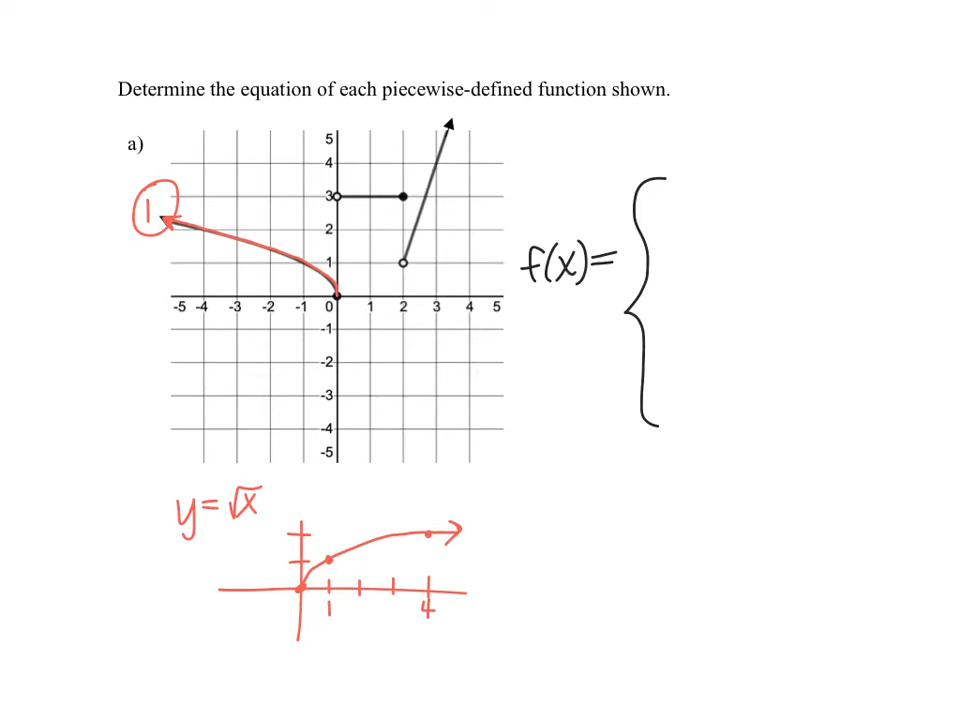 Determine the equation of each piecewise-defined function shown.
a)
5
4
3
2
1
-5 -4 -3 -2 -1 0 1 2 3 4 5
-1
-2
-3
-4
-5
1
f(x)=
y=√x
1 4